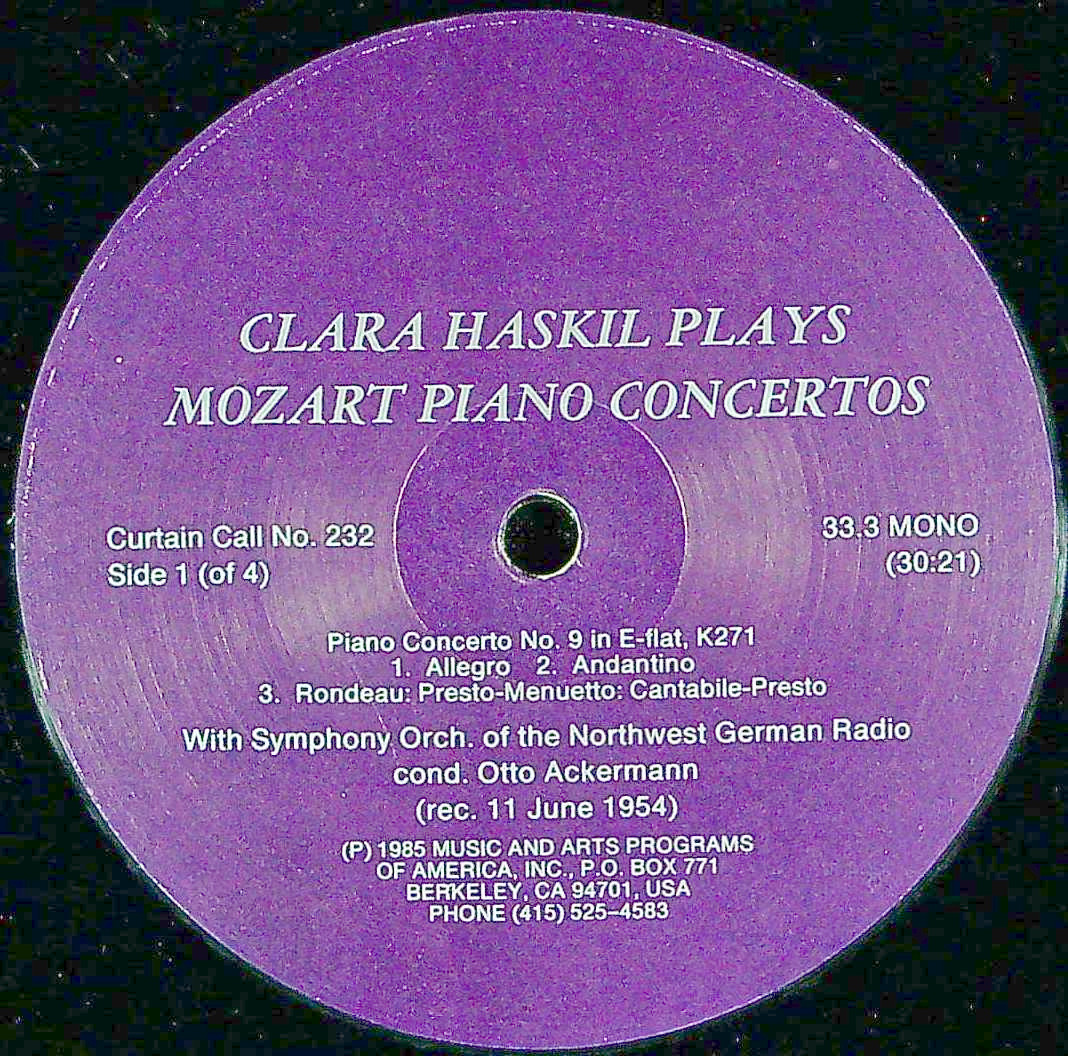 CLARA HASKIL PLAYS
MOZART PIANO CONCERTOS
Curtain Call No. 232
Side 1 (of 4)
33.3 MONO
(30:21)
Piano Concerto No. 9 in E-flat, K271
1. Allegro 2. Andantino
3. Rondeau: Presto-Menuetto: Cantabile-Presto
With Symphony Orch. of the Northwest German Radio
cond. Otto Ackermann
(rec. 11 June 1954)
(P) 1985 MUSIC AND ARTS PROGRAMS
OF AMERICA, INC., P.O. BOX 771
BERKELEY, CA 94701, USA
PHONE (415) 525–4583